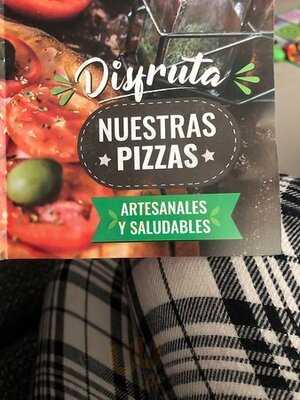 Disfruta
NUESTRAS
PIZZAS
ARTESANALES
Y SALUDABLES